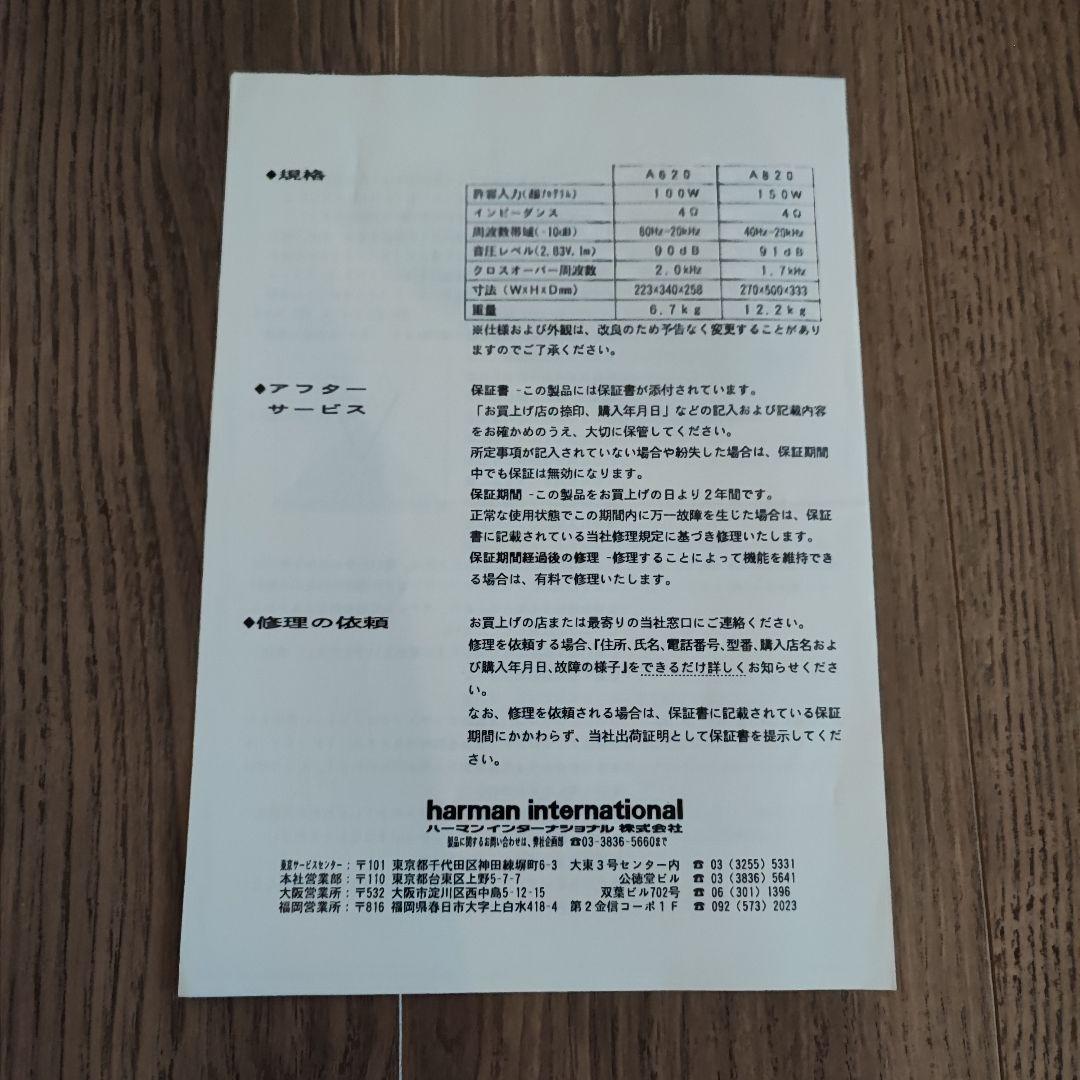 ◆規格
A620 A820
許容入力(超ﾌﾛｸﾞﾗﾑ) 100W 150W
インピーダンス 4Ω 4Ω
周波数帯域(-10dB) 60Hz-20kHz 40Hz-20kHz
音圧レベル(2.83V,1m) 90dB 91dB
クロスオーバー周波数 2.0kHz 1.7kHz
寸法(W×H×Dmm) 223×340×258 270×500×333
重量 6.7kg 12.2kg
※仕様および外観は、改良のため予告なく変更することがあり
ますのでご了承ください。
◆アフター
サービス
保証書 -この製品には保証書が添付されています。
「お買上げ店の捺印、購入年月日」などの記入および記載内容
をお確かめのうえ、大切に保管してください。
所定事項が記入されていない場合や紛失した場合は、保証期間
中でも保証は無効になります。
保証期間 -この製品をお買上げの日より2年間です。
正常な使用状態でこの期間内に万一故障を生じた場合は、保証
書に記載されている当社修理規定に基づき修理いたします。
保証期間経過後の修理 -修理することによって機能を維持でき
る場合は、有料で修理いたします。
◆修理の依頼
お買上げの店または最寄りの当社窓口にご連絡ください。
修理を依頼する場合、『住所、氏名、電話番号、型番、購入店名およ
び購入年月日、故障の様子』をできるだけ詳しくお知らせくださ
い。
なお、修理を依頼される場合は、保証書に記載されている保証
期間にかかわらず、当社出荷証明として保証書を提示してくだ
さい。
harman international
ハーマンインターナショナル 株式会社
製品に関するお問い合わせは、弊社企画部 ☎03-3836-5660まで
東京サービスセンター:〒101 東京都千代田区神田練塀町6-3 大東3号センター内 ☎ 03 (3255) 5331
本社営業部:〒110 東京都台東区上野5-7-7 公徳堂ビル ☎ 03 (3836) 5641
大阪営業所:〒532 大阪市淀川区西中島5-12-15 双葉ビル702号 ☎ 06 (301) 1396
福岡営業所:〒816 福岡県春日市大字上白水418-4 第2金信コーポ1F ☎ 092 (573) 2023